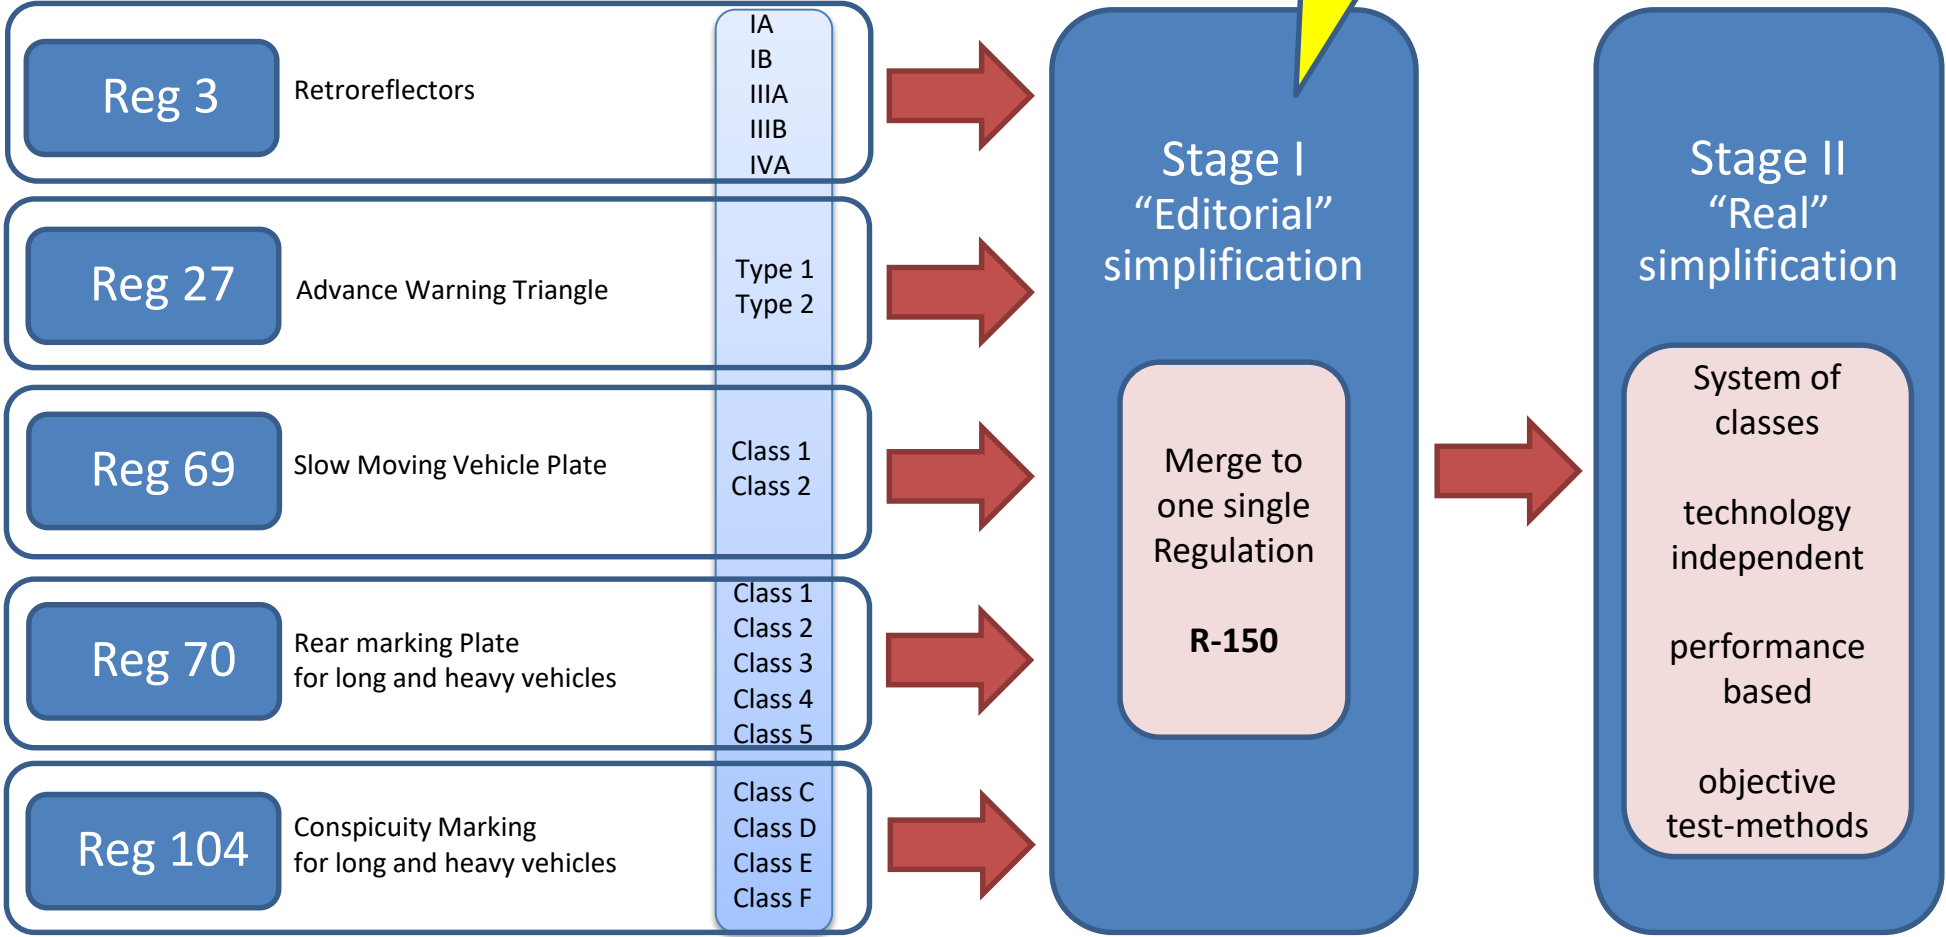 Reg 3
Retroreflectors
IA
IB
IIIA
IIIB
IVA
Reg 27
Advance Warning Triangle
Type 1
Type 2
Reg 69
Slow Moving Vehicle Plate
Class 1
Class 2
Reg 70
Rear marking Plate
for long and heavy vehicles
Class 1
Class 2
Class 3
Class 4
Class 5
Reg 104
Conspicuity Marking
for long and heavy vehicles
Class C
Class D
Class E
Class F
Stage I
“Editorial”
simplification
Merge to
one single
Regulation
R-150
Stage II
“Real”
simplification
System of
classes
technology
independent
performance
based
objective
test-methods